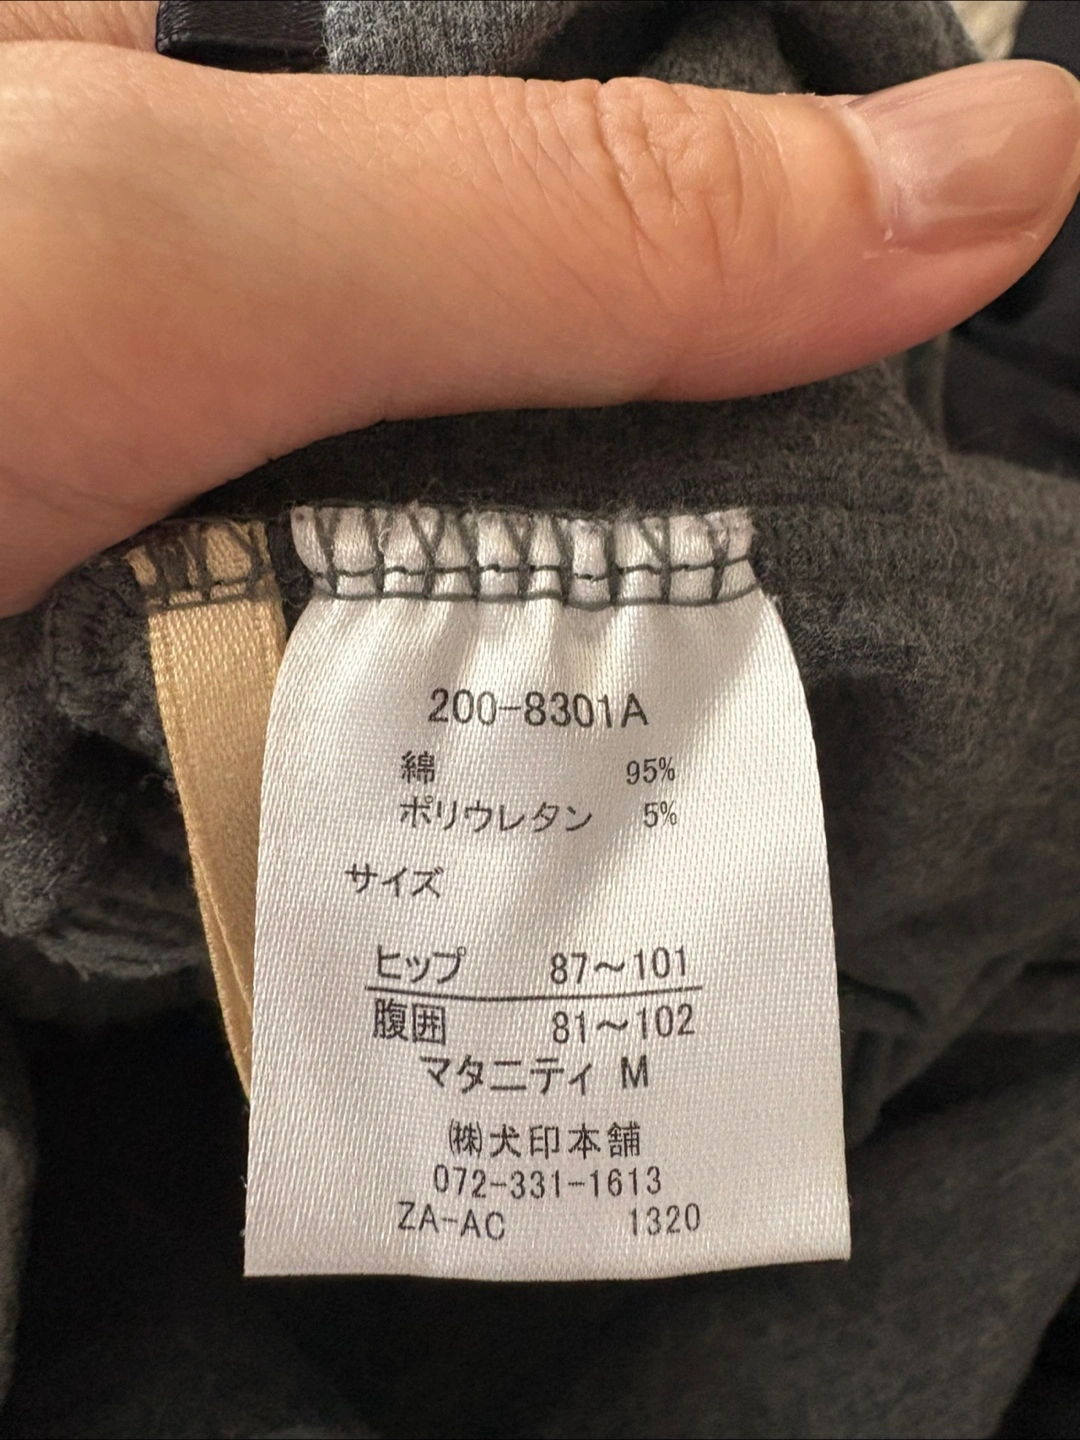 200-8301A
綿 95%
ポリウレタン 5%
サイズ
ヒップ 87～101
腹囲 81～102
マタニティ M
㈱犬印本舗
072-331-1613
ZA-AC 1320